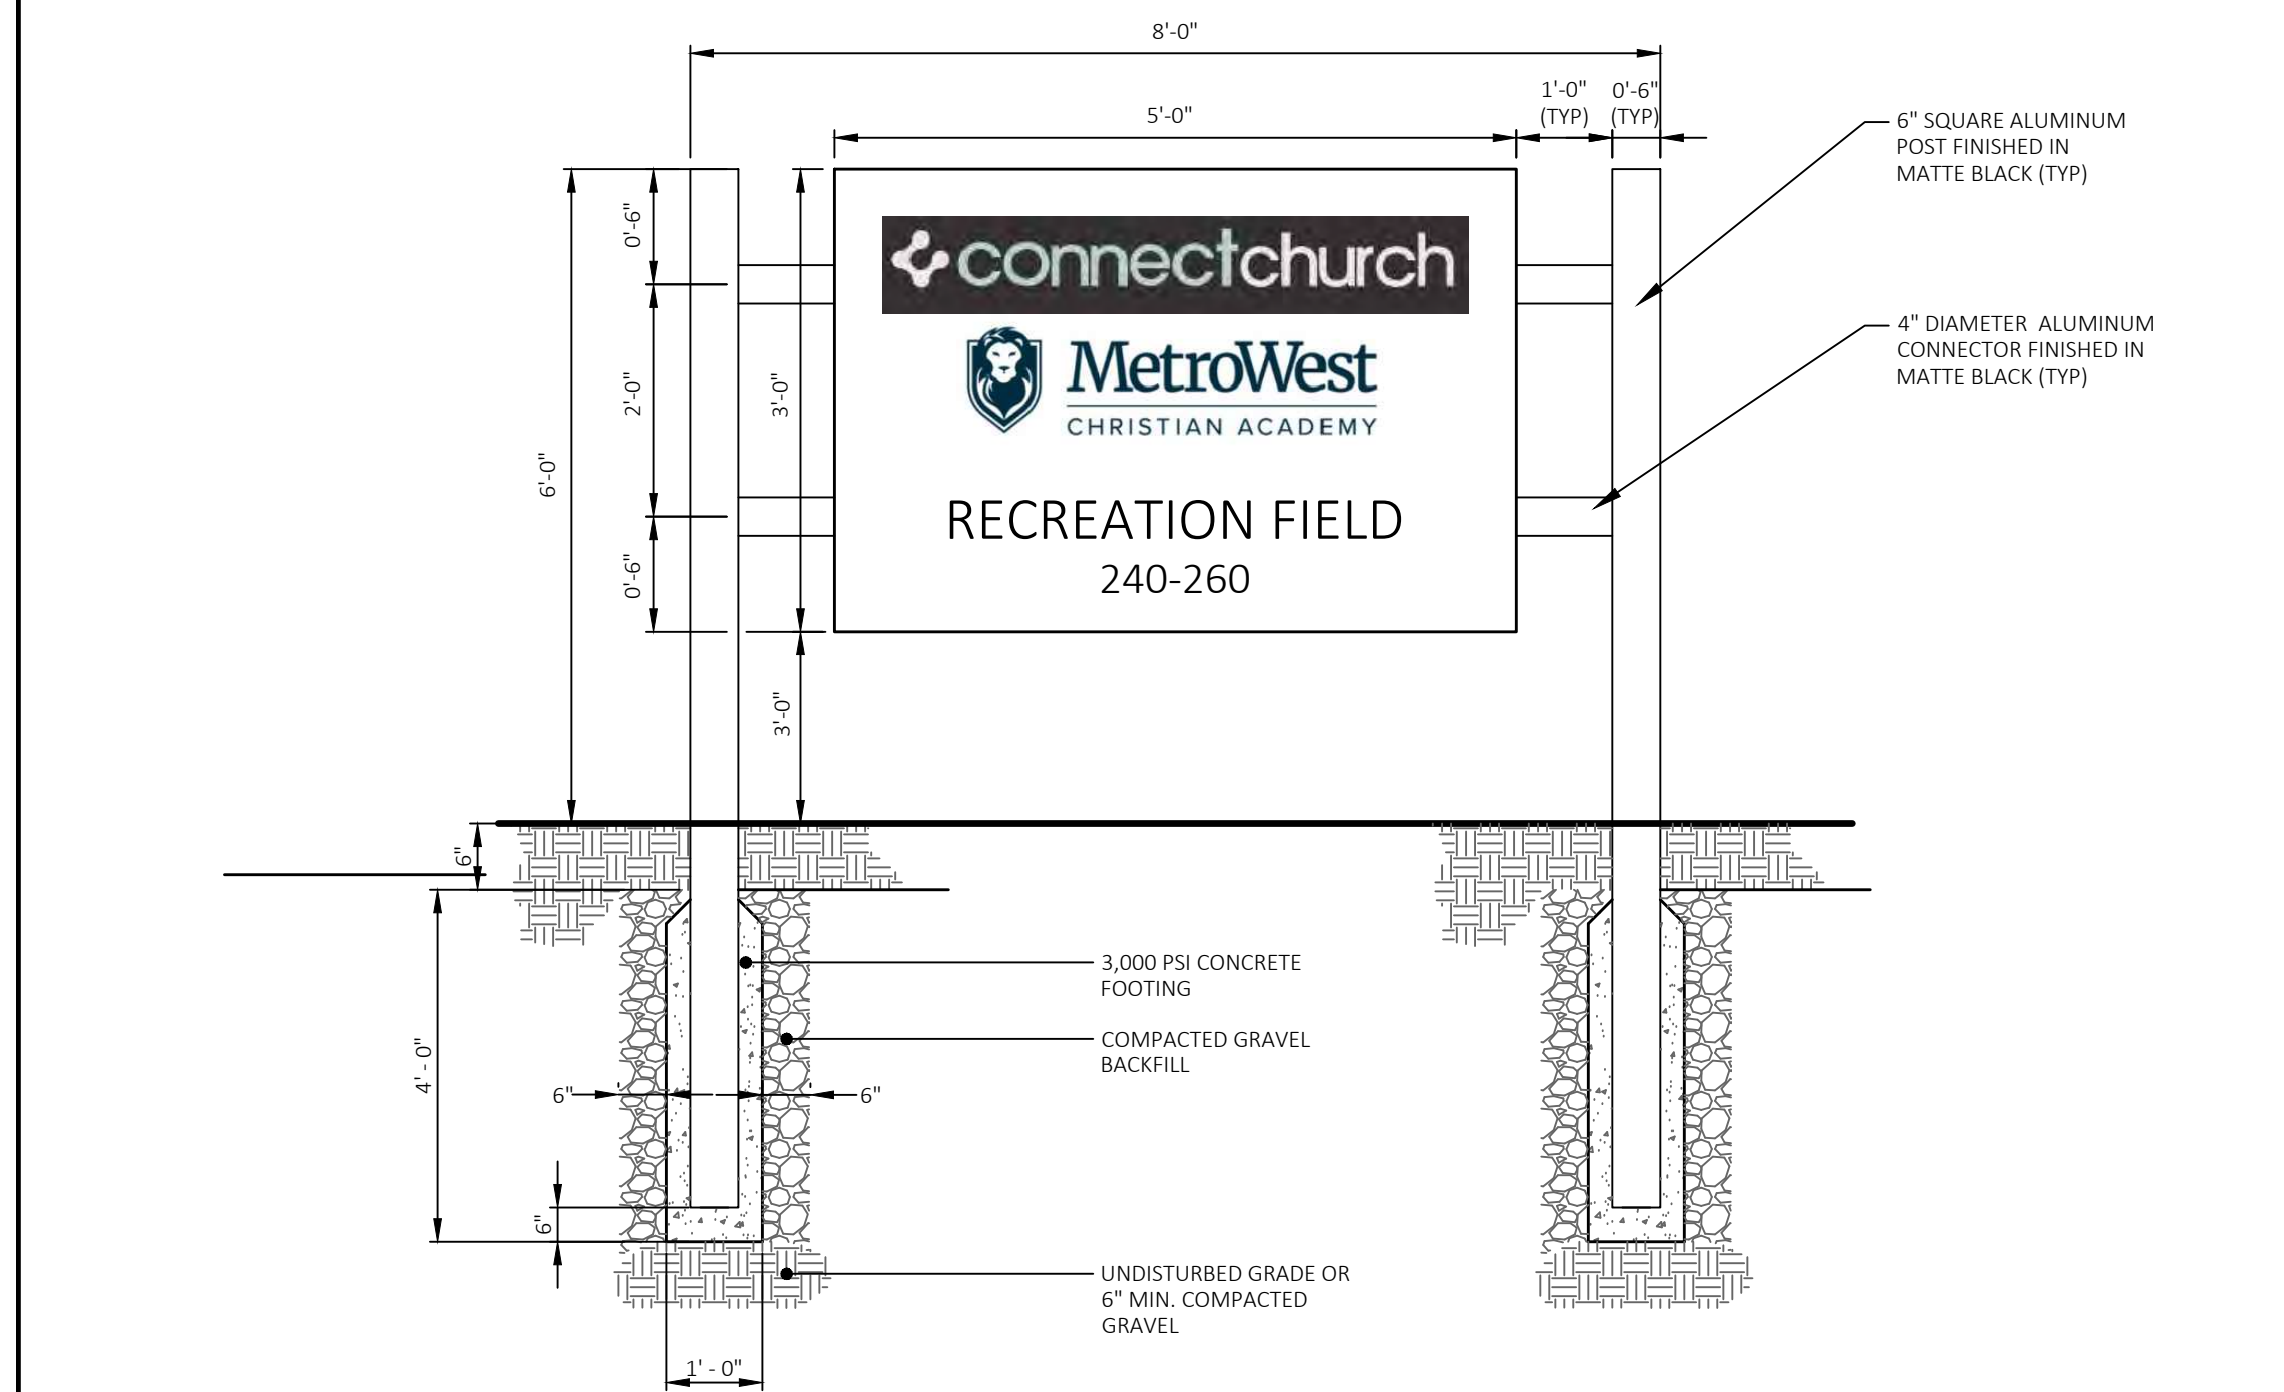 8'-0"
5'-0"
1'-0"
(TYP)
0'-6"
(TYP)
6" SQUARE ALUMINUM
POST FINISHED IN
MATTE BLACK (TYP)
0'-6"
connectchurch
4" DIAMETER ALUMINUM
CONNECTOR FINISHED IN
MATTE BLACK (TYP)
MetroWest
CHRISTIAN ACADEMY
2'-0"
3'-0"
6'-0"
RECREATION FIELD
240-260
0'-6"
3'-0"
6"
3,000 PSI CONCRETE
FOOTING
COMPACTED GRAVEL
BACKFILL
4' - 0"
6"
6"
6"
UNDISTURBED GRADE OR
6" MIN. COMPACTED
GRAVEL
1' - 0"